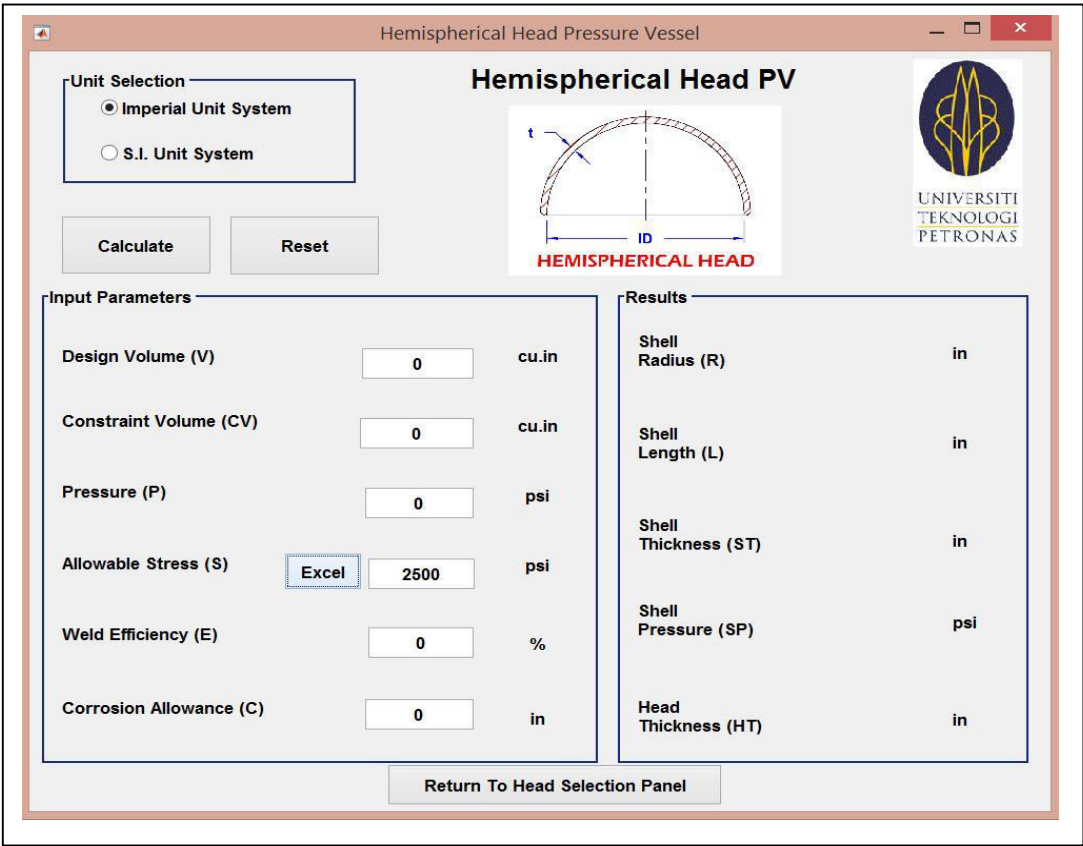 Hemispherical Head Pressure Vessel
Unit Selection
Imperial Unit System
S.I. Unit System
Hemispherical Head PV
t
ID
HEMISPHERICAL HEAD
UNIVERSITI
TEKNOLOGI
PETRONAS
Calculate
Reset
Input Parameters
Design Volume (V)
0
cu.in
Constraint Volume (CV)
0
cu.in
Pressure (P)
0
psi
Allowable Stress (S)
Excel
2500
psi
Weld Efficiency (E)
0
%
Corrosion Allowance (C)
0
in
Results
Shell
Radius (R)
in
Shell
Length (L)
in
Shell
Thickness (ST)
in
Shell
Pressure (SP)
psi
Head
Thickness (HT)
in
Return To Head Selection Panel